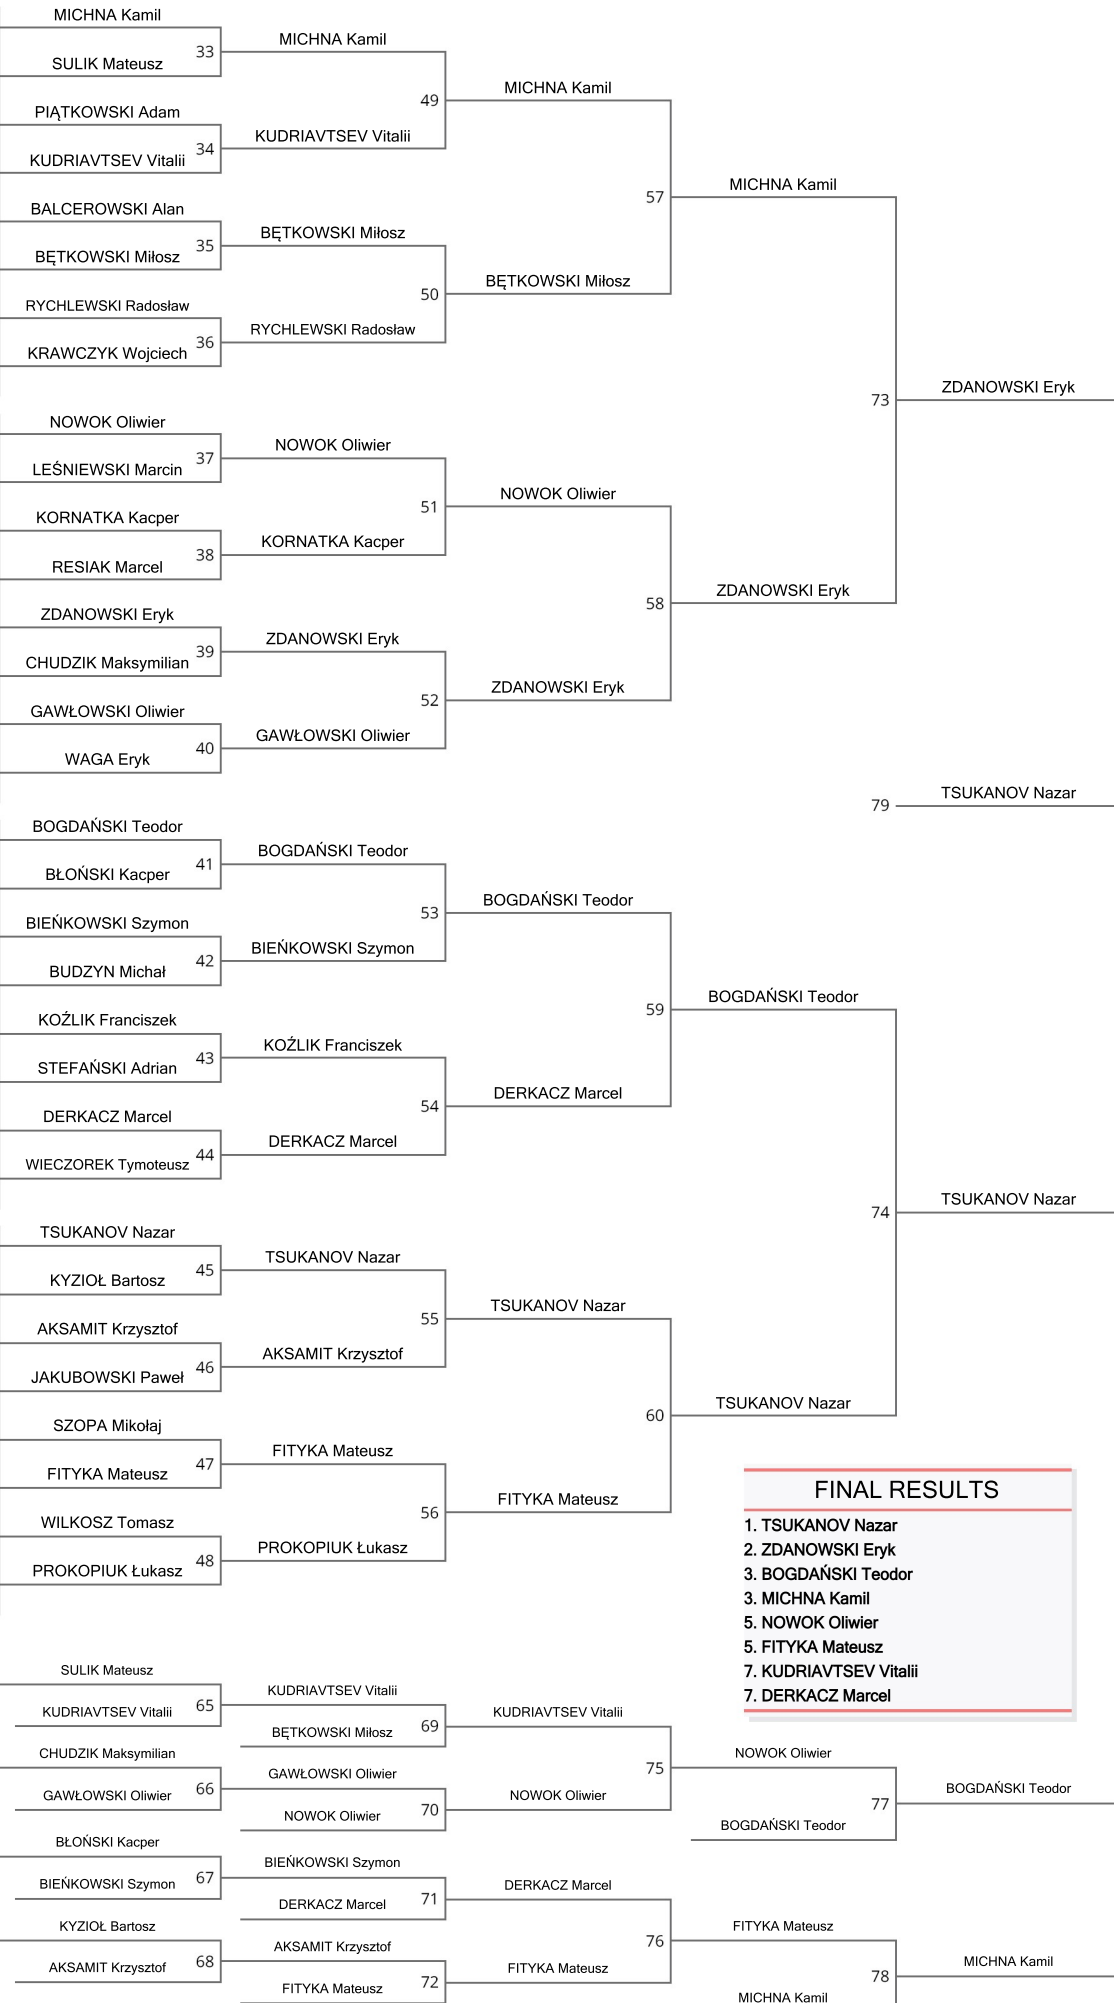 MICHNA Kamil
33
SULIK Mateusz
MICHNA Kamil
49
MICHNA Kamil
PIĄTKOWSKI Adam
34
KUDRIAVTSEV Vitalii
KUDRIAVTSEV Vitalii
57
MICHNA Kamil
BALCEROWSKI Alan
35
BĘTKOWSKI Miłosz
BĘTKOWSKI Miłosz
50
BĘTKOWSKI Miłosz
RYCHLEWSKI Radosław
36
KRAWCZYK Wojciech
RYCHLEWSKI Radosław
73
ZDANOWSKI Eryk
NOWOK Oliwier
37
LEŚNIEWSKI Marcin
NOWOK Oliwier
51
NOWOK Oliwier
KORNATKA Kacper
38
RESIAK Marcel
KORNATKA Kacper
58
ZDANOWSKI Eryk
ZDANOWSKI Eryk
39
CHUDZIK Maksymilian
ZDANOWSKI Eryk
52
ZDANOWSKI Eryk
GAWŁOWSKI Oliwier
40
WAGA Eryk
GAWŁOWSKI Oliwier
79
TSUKANOV Nazar
BOGDAŃSKI Teodor
41
BŁOŃSKI Kacper
BOGDAŃSKI Teodor
53
BOGDAŃSKI Teodor
BIEŃKOWSKI Szymon
42
BUDZYN Michał
BIEŃKOWSKI Szymon
59
BOGDAŃSKI Teodor
KOŹLIK Franciszek
43
STEFAŃSKI Adrian
KOŹLIK Franciszek
54
DERKACZ Marcel
DERKACZ Marcel
44
WIECZOREK Tymoteusz
DERKACZ Marcel
74
TSUKANOV Nazar
TSUKANOV Nazar
45
KYZIOŁ Bartosz
TSUKANOV Nazar
55
TSUKANOV Nazar
AKSAMIT Krzysztof
46
JAKUBOWSKI Paweł
AKSAMIT Krzysztof
60
TSUKANOV Nazar
SZOPA Mikołaj
47
FITYKA Mateusz
FITYKA Mateusz
56
FITYKA Mateusz
WILKOSZ Tomasz
48
PROKOPIUK Łukasz
PROKOPIUK Łukasz
FINAL RESULTS
1. TSUKANOV Nazar
2. ZDANOWSKI Eryk
3. BOGDAŃSKI Teodor
3. MICHNA Kamil
5. NOWOK Oliwier
5. FITYKA Mateusz
7. KUDRIAVTSEV Vitalii
7. DERKACZ Marcel
SULIK Mateusz
65
KUDRIAVTSEV Vitalii
KUDRIAVTSEV Vitalii
69
BĘTKOWSKI Miłosz
KUDRIAVTSEV Vitalii
CHUDZIK Maksymilian
66
GAWŁOWSKI Oliwier
GAWŁOWSKI Oliwier
70
NOWOK Oliwier
NOWOK Oliwier
75
NOWOK Oliwier
77
BOGDAŃSKI Teodor
BOGDAŃSKI Teodor
BŁOŃSKI Kacper
67
BIEŃKOWSKI Szymon
BIEŃKOWSKI Szymon
71
DERKACZ Marcel
DERKACZ Marcel
KYZIOŁ Bartosz
68
AKSAMIT Krzysztof
AKSAMIT Krzysztof
72
FITYKA Mateusz
FITYKA Mateusz
76
FITYKA Mateusz
78
MICHNA Kamil
MICHNA Kamil